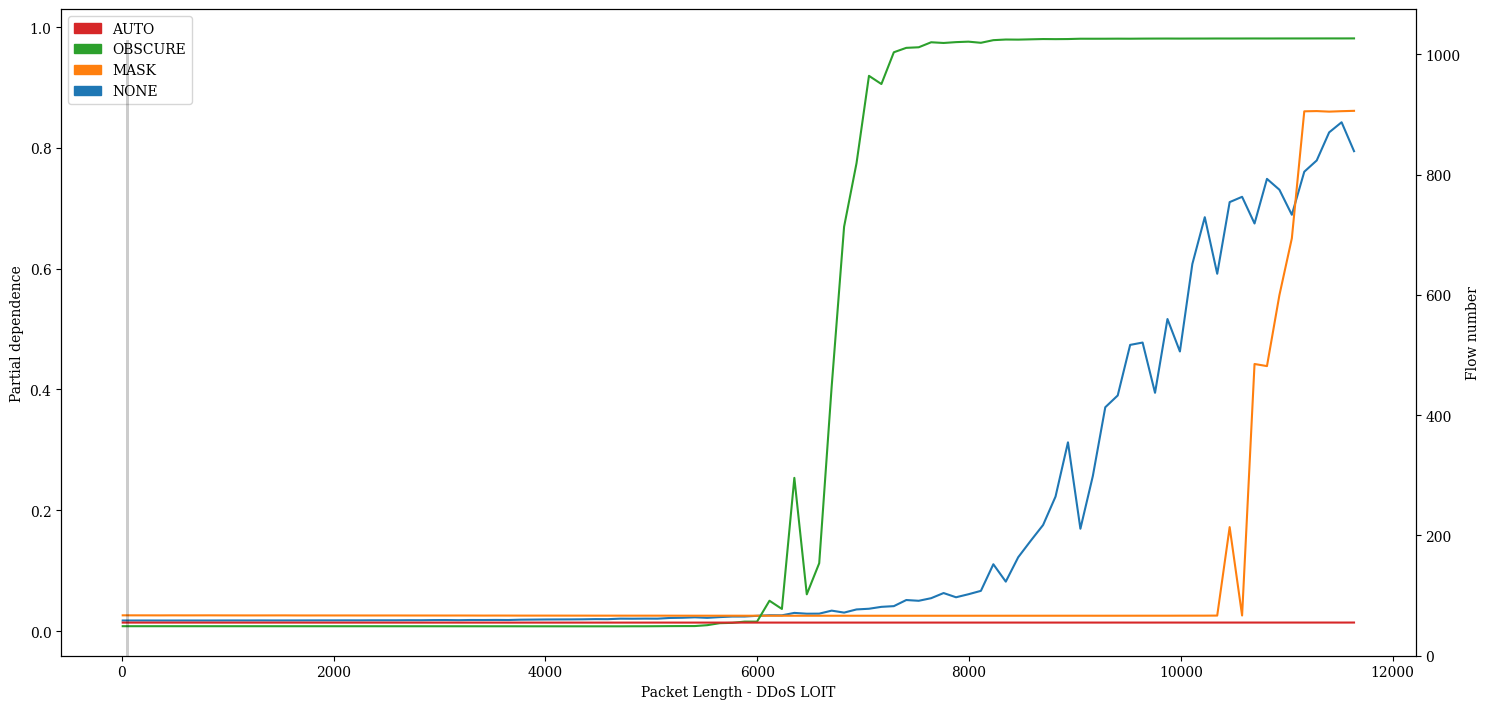 AUTO
OBSCURE
MASK
NONE
1.0
0.8
0.6
0.4
0.2
0.0
Partial dependence
1000
800
600
400
200
0
Flow number
0 2000 4000 6000 8000 10000 12000
Packet Length - DDoS LOIT